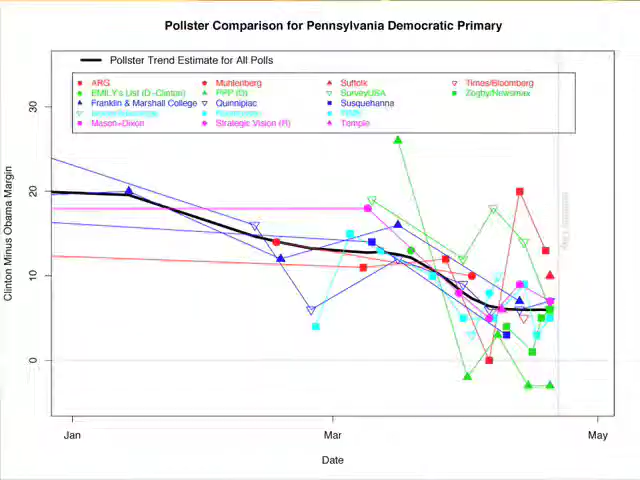 Pollster Comparison for Pennsylvania Democratic Primary
Pollster Trend Estimate for All Polls
ARG Muhlenberg Suffolk Times/Bloomberg
EMILY's List (D−Clinton) PPP (D) SurveyUSA Zogby/Newsmax
Franklin & Marshall College Quinnipiac Susquehanna
Mason−Dixon Strategic Vision (R) Temple
Clinton Minus Obama Margin
30
20
10
0
Jan Mar May
Date